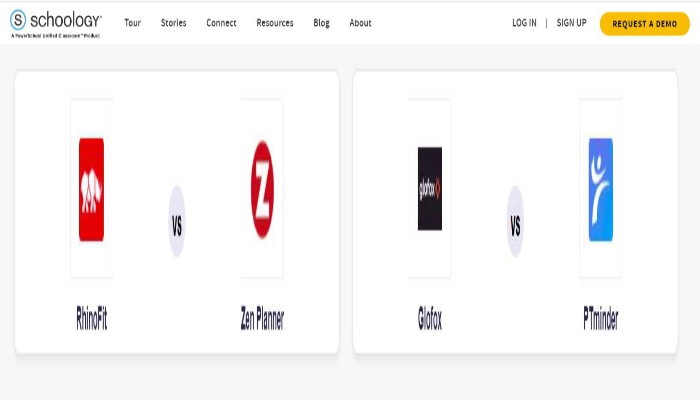 S schoology
A PowerSchool Unified Classroom™ Product
Tour Stories Connect Resources Blog About LOG IN | SIGN UP REQUEST A DEMO
Z
glofox
VS
VS
RhinoFit Zen Planner Glofox PTminder